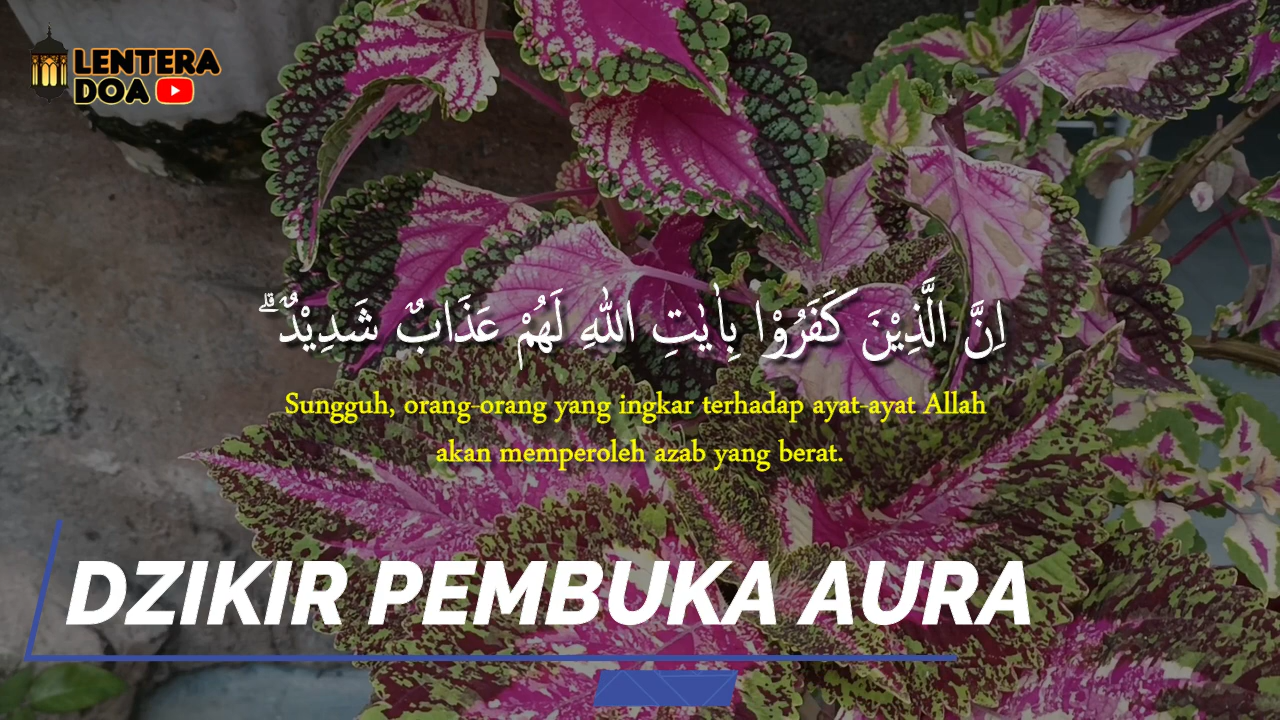 LENTERA
DOA
اِنَّ الَّذِيْنَ كَفَرُوْا بِاٰيٰتِ اللّٰهِ لَهُمْ عَذَابٌ شَدِيْدٌ ۗ
Sungguh, orang-orang yang ingkar terhadap ayat-ayat Allah
akan memperoleh azab yang berat.
DZIKIR PEMBUKA AURA